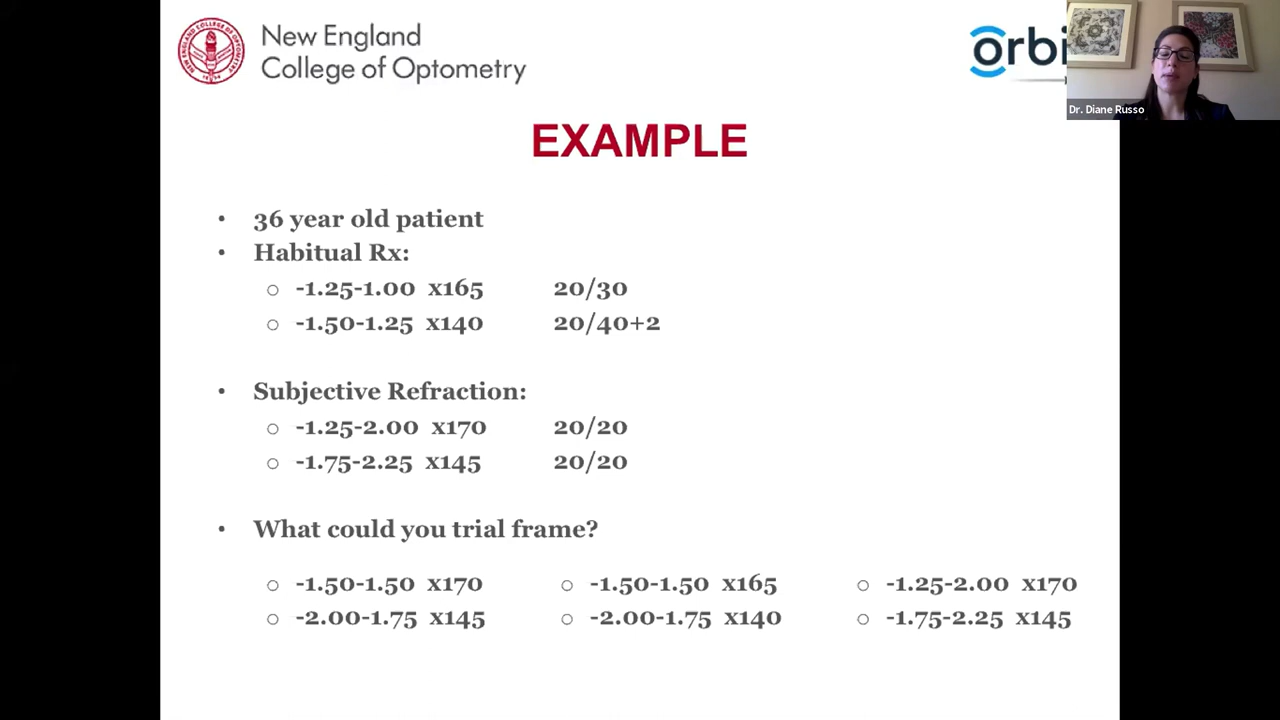 New England
College of Optometry
orbi
Dr. Diane Russo
EXAMPLE
• 36 year old patient
• Habitual Rx:
○ -1.25-1.00 x165 20/30
○ -1.50-1.25 x140 20/40+2
• Subjective Refraction:
○ -1.25-2.00 x170 20/20
○ -1.75-2.25 x145 20/20
• What could you trial frame?
○ -1.50-1.50 x170 ○ -1.50-1.50 x165 ○ -1.25-2.00 x170
○ -2.00-1.75 x145 ○ -2.00-1.75 x140 ○ -1.75-2.25 x145